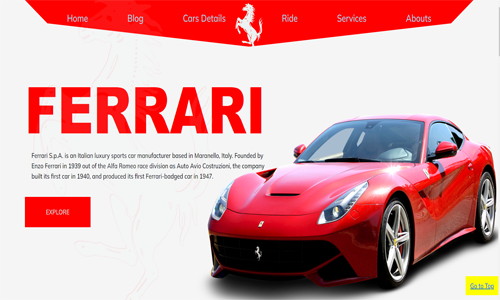 Home Blog Cars Details Ride Services Abouts
FERRARI
Ferrari S.p.A. is an Italian luxury sports car manufacturer based in Maranello, Italy. Founded by
Enzo Ferrari in 1939 out of the Alfa Romeo race division as Auto Avio Costruzioni, the company
built its first car in 1940, and produced its first Ferrari-badged car in 1947.
EXPLORE
Go to Top